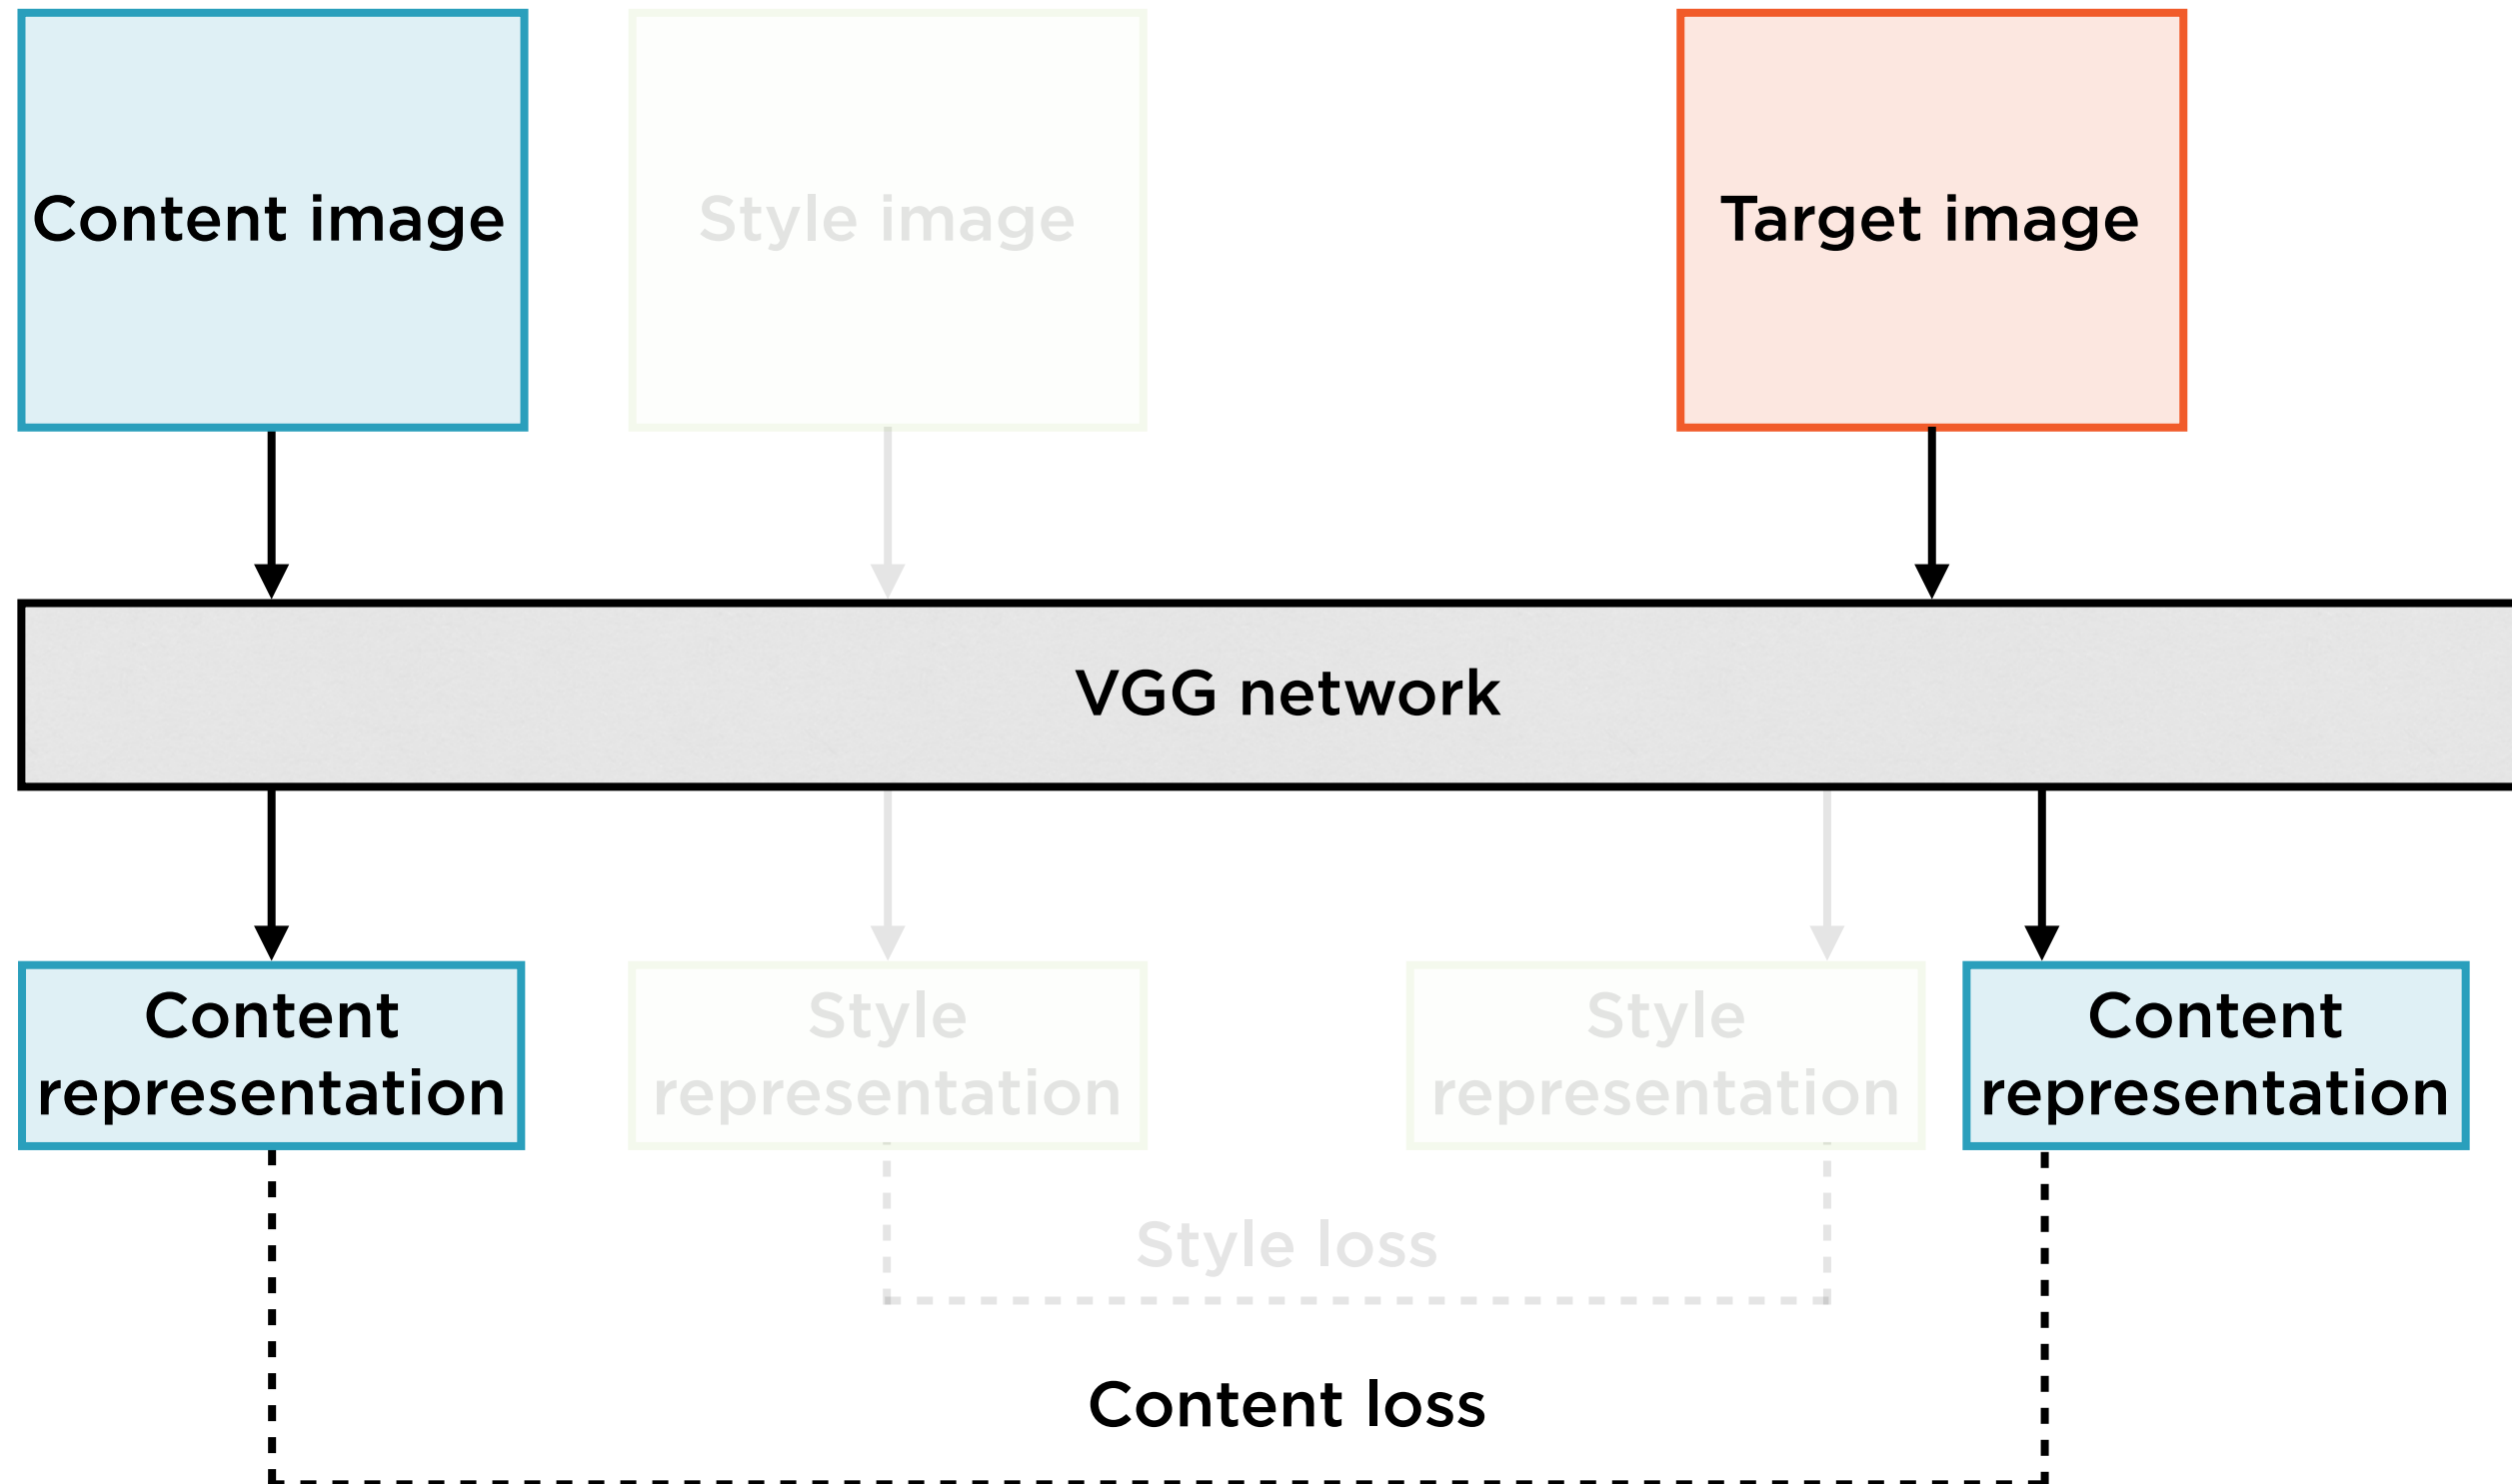 Content image
Style image
Target image
VGG network
Content
representation
Style
representation
Style
representation
Content
representation
Style loss
Content loss